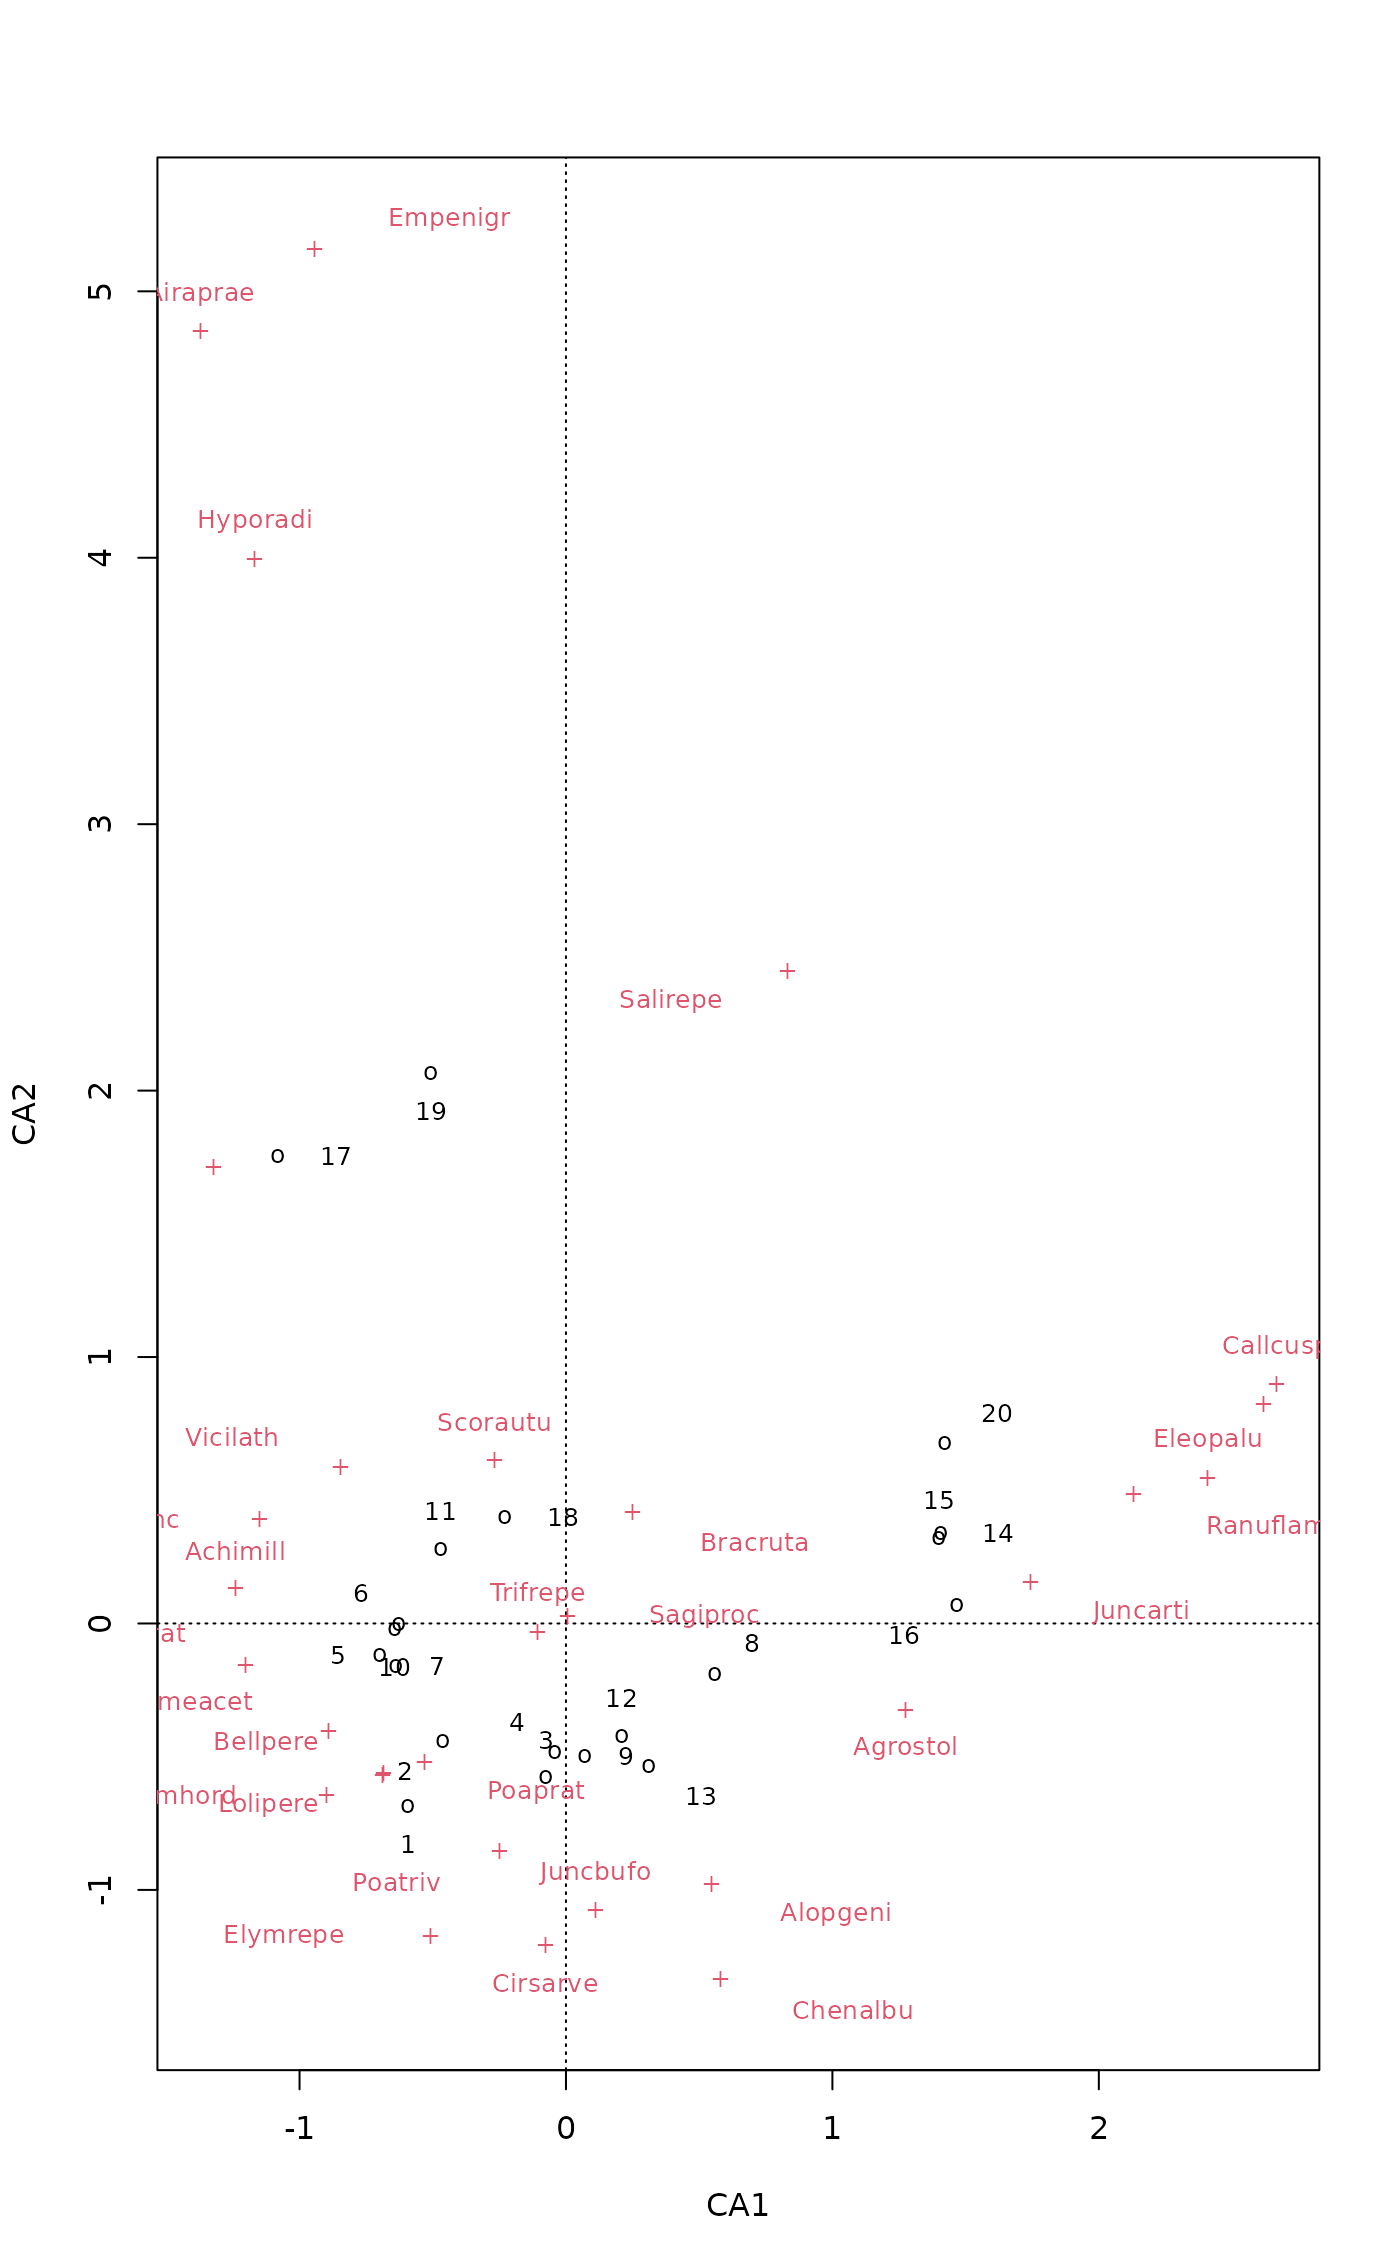 Empenigr
Airaprae
5
Hyporadi
4
3
Salirepe
2
19
17
CA2
1
Callcusp
20
Scorautu
Vicilath
Eleopalu
15
11
18
nc
Ranuflam
14
Bracruta
Achimill
6
Trifrepe
Sagiproc
Juncarti
0
at
16
8
5
10
7
meacet
12
4
Bellpere
3
Agrostol
9
2
Poaprat
mhord
Lolipere
13
1
Juncbufo
Poatriv
-1
Alopgeni
Elymrepe
Cirsarve
Chenalbu
-1 0 1 2
CA1